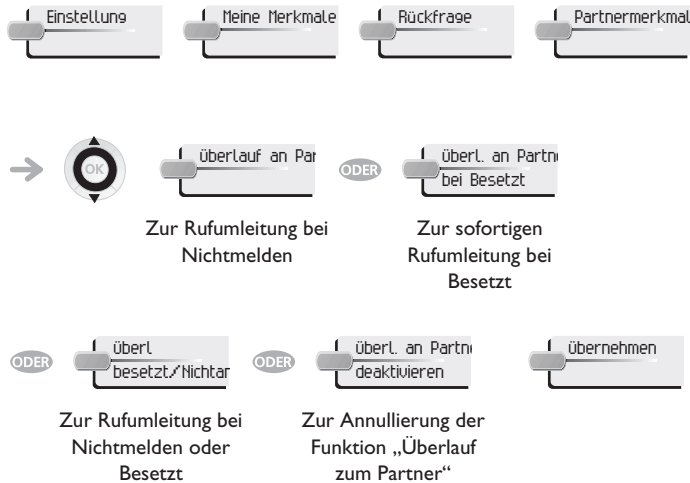 Einstellung
Meine Merkmale
Rückfrage
Partnermerkmal
OK
überlauf an Par
ODER
überl. an Partn
bei Besetzt
Zur Rufumleitung bei
Nichtmelden
Zur sofortigen
Rufumleitung bei
Besetzt
ODER
überl
besetzt/Nichtan
ODER
überl. an Partn
deaktivieren
übernehmen
Zur Rufumleitung bei
Nichtmelden oder
Besetzt
Zur Annullierung der
Funktion „Überlauf
zum Partner“